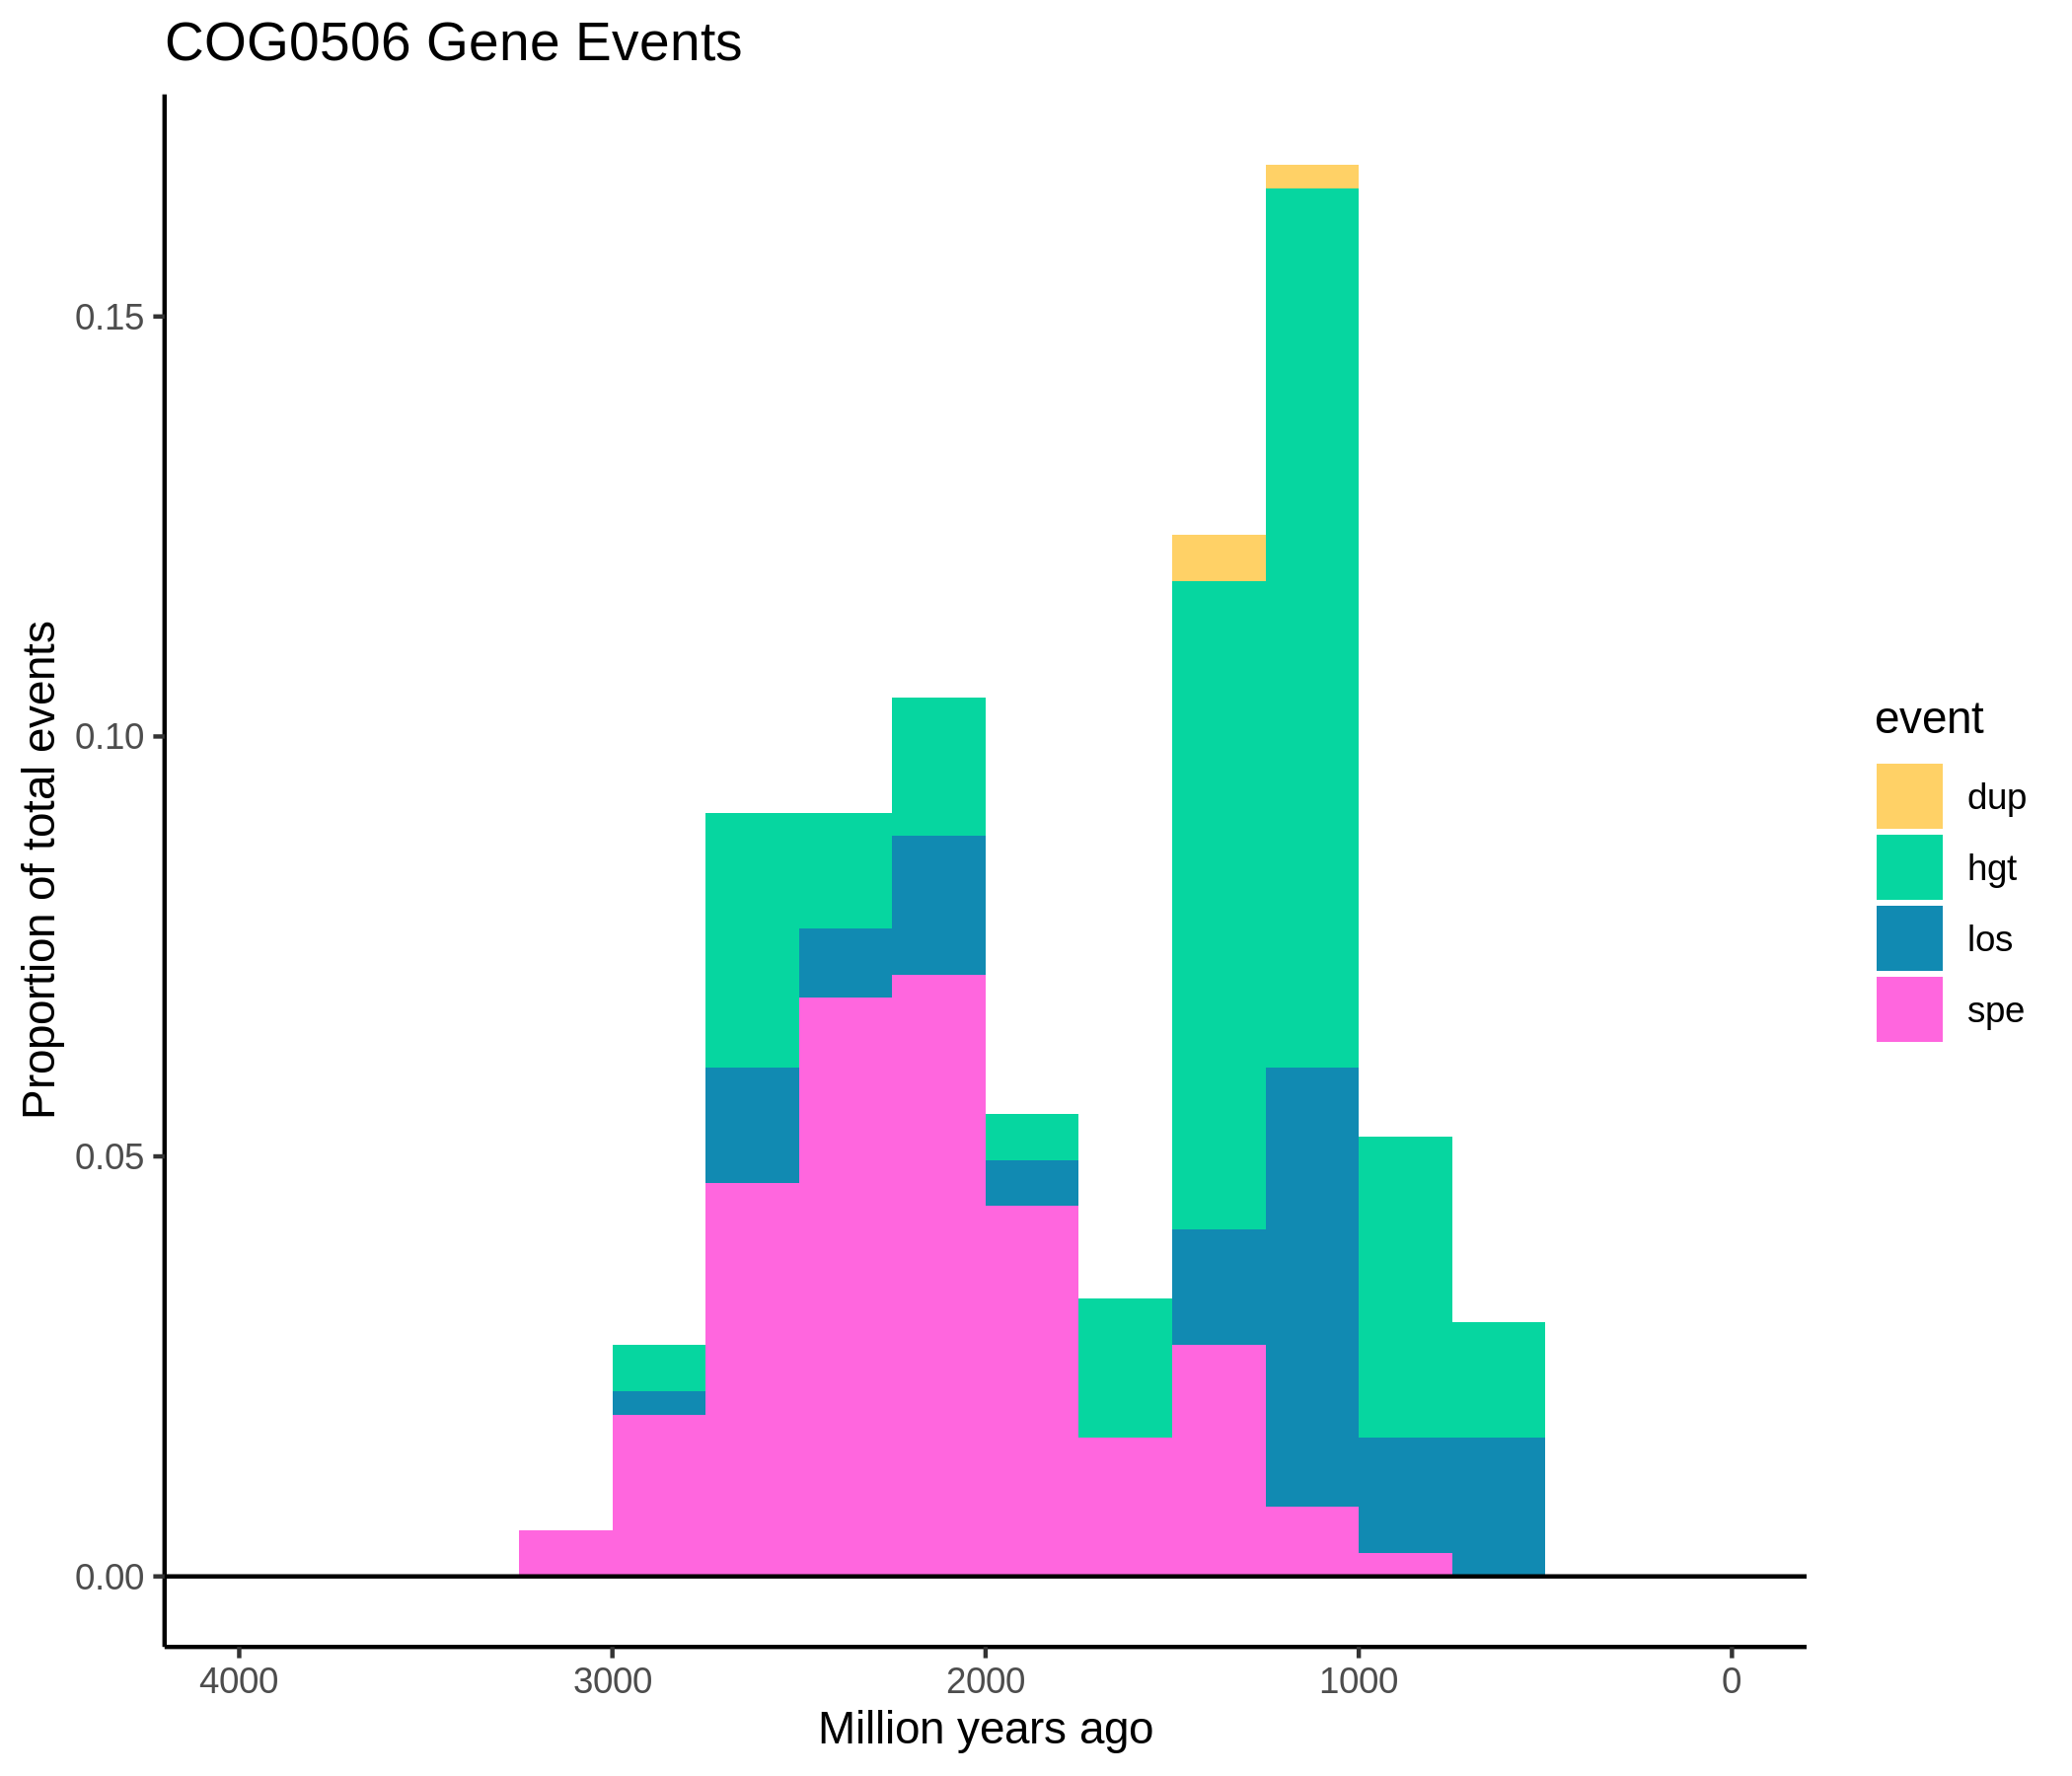 COG0506 Gene Events
Proportion of total events
0.15
0.10
0.05
0.00
4000 3000 2000 1000 0
Million years ago
event
dup
hgt
los
spe